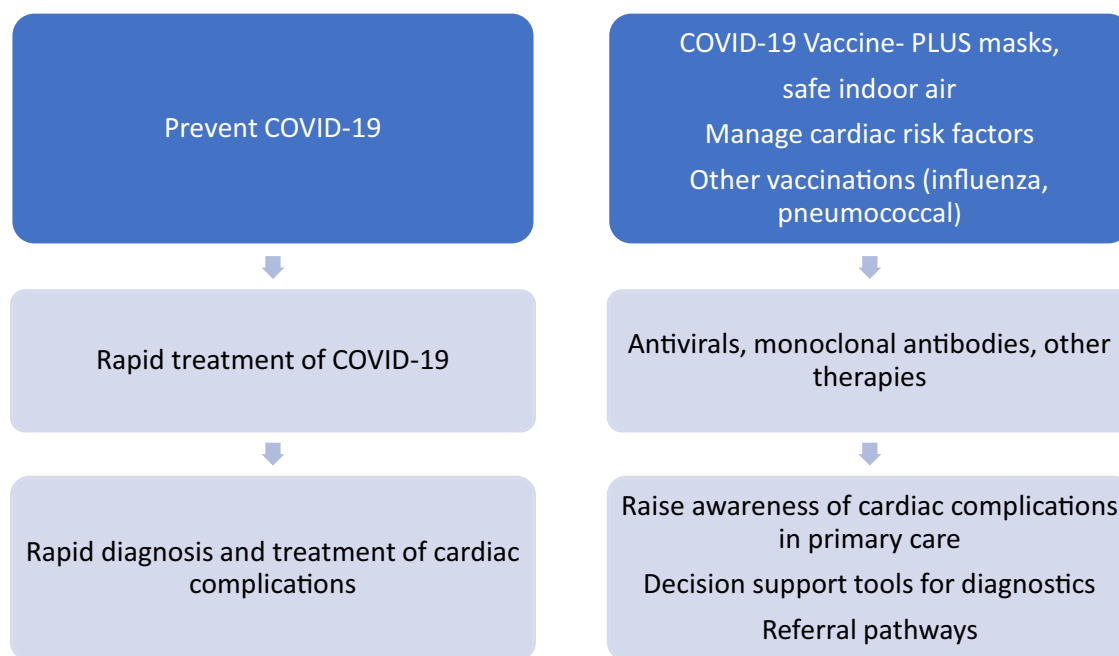 Prevent COVID-19
COVID-19 Vaccine- PLUS masks,
safe indoor air
Manage cardiac risk factors
Other vaccinations (influenza,
pneumococcal)
Rapid treatment of COVID-19
Antivirals, monoclonal antibodies, other
therapies
Rapid diagnosis and treatment of cardiac
complications
Raise awareness of cardiac complications
in primary care
Decision support tools for diagnostics
Referral pathways